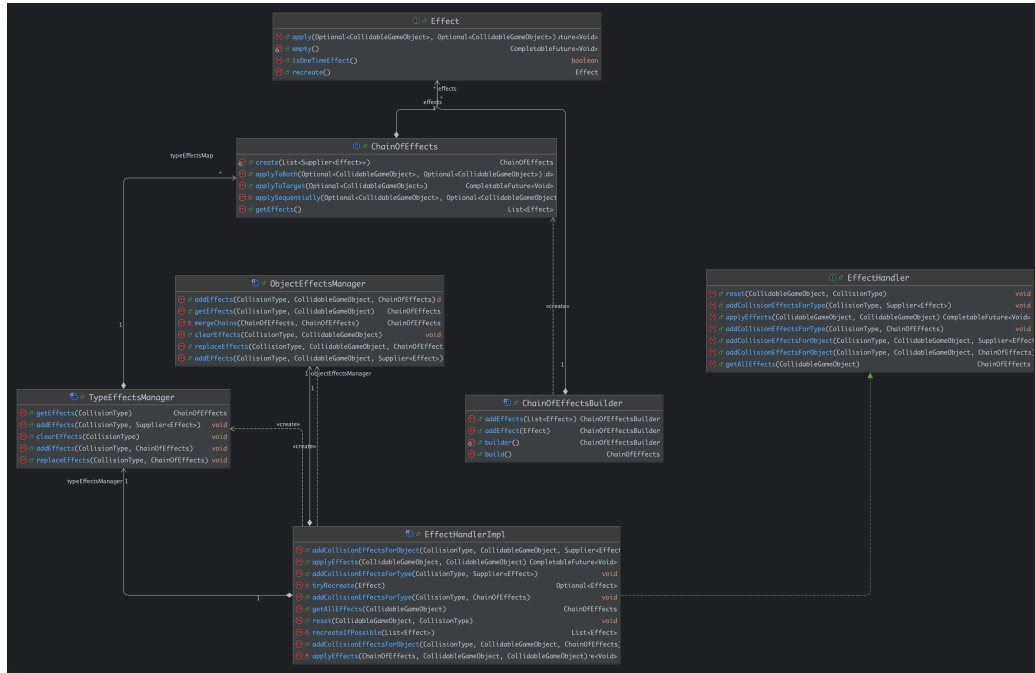 Effect
apply(Optional<CollidableGameObject>, Optional<CollidableGameObject>).uture<Void>
empty() CompletableFuture<Void>
isOneTimeEffect() boolean
recreate() Effect
* effects
effects *
1
ChainOfEffects
create(List<Supplier<Effect>>) ChainOfEffects
applyToBoth(Optional<CollidableGameObject>, Optional<CollidableGameObject>).d>
applyToTarget(Optional<CollidableGameObject>) CompletableFuture<Void>
applySequentially(Optional<CollidableGameObject>, Optional<CollidableGameObject
getEffects() List<Effect>
typeEffectsMap
*
1
ObjectEffectsManager
addEffects(CollisionType, CollidableGameObject, ChainOfEffects) d
getEffects(CollisionType, CollidableGameObject) ChainOfEffects
mergeChains(ChainOfEffects, ChainOfEffects) ChainOfEffects
clearEffects(CollisionType, CollidableGameObject) void
replaceEffects(CollisionType, CollidableGameObject, ChainOfEffect
addEffects(CollisionType, CollidableGameObject, Supplier<Effect>)
EffectHandler
reset(CollidableGameObject, CollisionType) void
addCollisionEffectsForType(CollisionType, Supplier<Effect>) void
applyEffects(CollidableGameObject, CollidableGameObject) CompletableFuture<Void>
addCollisionEffectsForType(CollisionType, ChainOfEffects) void
addCollisionEffectsForObject(CollisionType, CollidableGameObject, Supplier<Effect
addCollisionEffectsForObject(CollisionType, CollidableGameObject, ChainOfEffects)
getAllEffects(CollidableGameObject) ChainOfEffects
«create»
1
1 objectEffectsManager
1
TypeEffectsManager
getEffects(CollisionType) ChainOfEffects
addEffects(CollisionType, Supplier<Effect>) void
clearEffects(CollisionType) void
addEffects(CollisionType, ChainOfEffects) void
replaceEffects(CollisionType, ChainOfEffects) void
ChainOfEffectsBuilder
addEffects(List<Effect>) ChainOfEffectsBuilder
addEffect(Effect) ChainOfEffectsBuilder
builder() ChainOfEffectsBuilder
build() ChainOfEffects
«create»
«create»
typeEffectsManager 1
EffectHandlerImpl
addCollisionEffectsForObject(CollisionType, CollidableGameObject, Supplier<Effect
applyEffects(CollidableGameObject, CollidableGameObject) CompletableFuture<Void>
addCollisionEffectsForType(CollisionType, Supplier<Effect>) void
tryRecreate(Effect) Optional<Effect>
addCollisionEffectsForType(CollisionType, ChainOfEffects) void
getAllEffects(CollidableGameObject) ChainOfEffects
reset(CollidableGameObject, CollisionType) void
recreateIfPossible(List<Effect>) List<Effect>
addCollisionEffectsForObject(CollisionType, CollidableGameObject, ChainOfEffects)
applyEffects(ChainOfEffects, CollidableGameObject, CollidableGameObject)·e<Void>
1